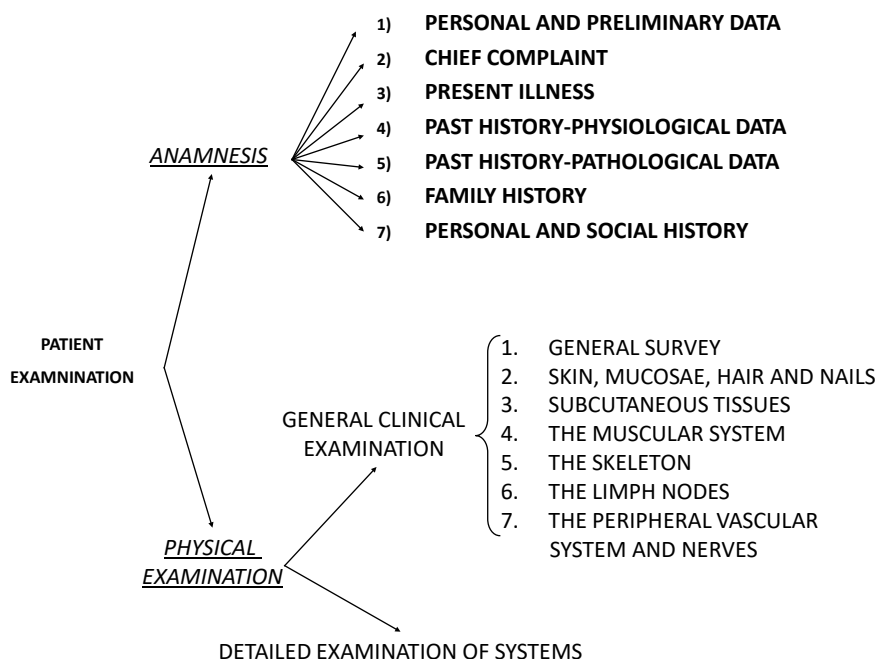 1) PERSONAL AND PRELIMINARY DATA
2) CHIEF COMPLAINT
3) PRESENT ILLNESS
4) PAST HISTORY-PHYSIOLOGICAL DATA
5) PAST HISTORY-PATHOLOGICAL DATA
6) FAMILY HISTORY
7) PERSONAL AND SOCIAL HISTORY
ANAMNESIS
PATIENT
EXAMNINATION
GENERAL CLINICAL
EXAMINATION
1. GENERAL SURVEY
2. SKIN, MUCOSAE, HAIR AND NAILS
3. SUBCUTANEOUS TISSUES
4. THE MUSCULAR SYSTEM
5. THE SKELETON
6. THE LIMPH NODES
7. THE PERIPHERAL VASCULAR
SYSTEM AND NERVES
PHYSICAL
EXAMINATION
DETAILED EXAMINATION OF SYSTEMS